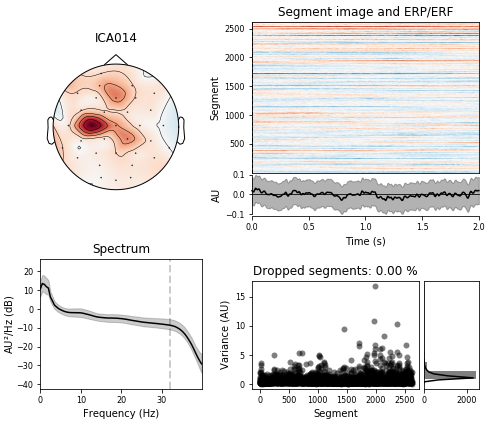 ICA014
Segment image and ERP/ERF
Segment
2500
2000
1500
1000
500
AU
0.1
0.0
−0.1
0.0 0.5 1.0 1.5 2.0
Time (s)
Spectrum
AU²/Hz (dB)
20
10
0
−10
−20
−30
−40
0 10 20 30
Frequency (Hz)
Dropped segments: 0.00 %
Variance (AU)
15
10
5
0
0 500 1000 1500 2000 2500
Segment
0 2000